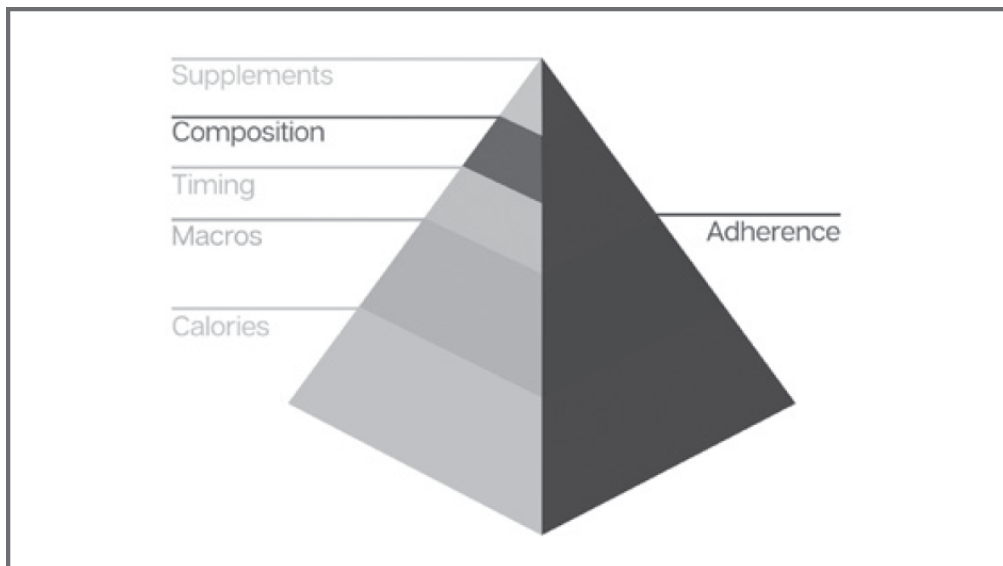 Supplements
Composition
Timing
Macros
Adherence
Calories